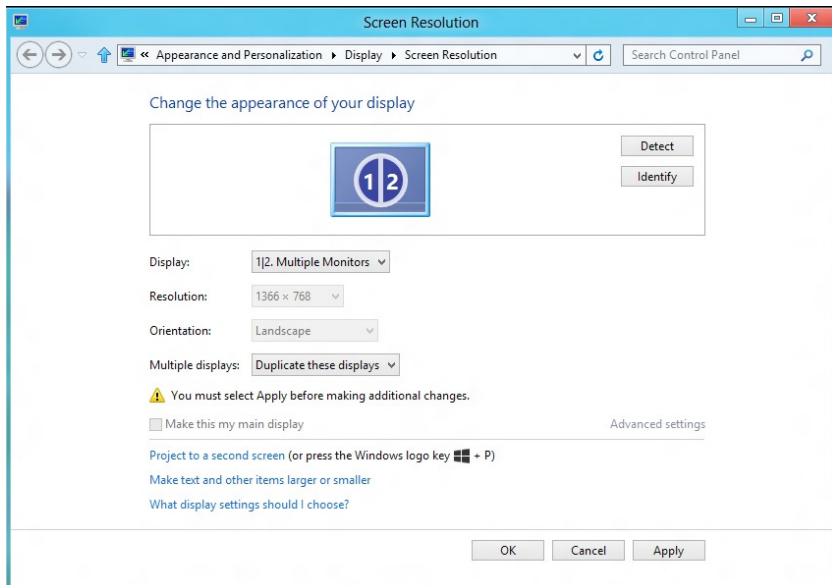 Screen Resolution
« Appearance and Personalization Display Screen Resolution
Search Control Panel
Change the appearance of your display
1|2
Detect
Identify
Display: 1|2. Multiple Monitors
Resolution: 1366 × 768
Orientation: Landscape
Multiple displays: Duplicate these displays
You must select Apply before making additional changes.
Make this my main display Advanced settings
Project to a second screen (or press the Windows logo key + P)
Make text and other items larger or smaller
What display settings should I choose?
OK Cancel Apply